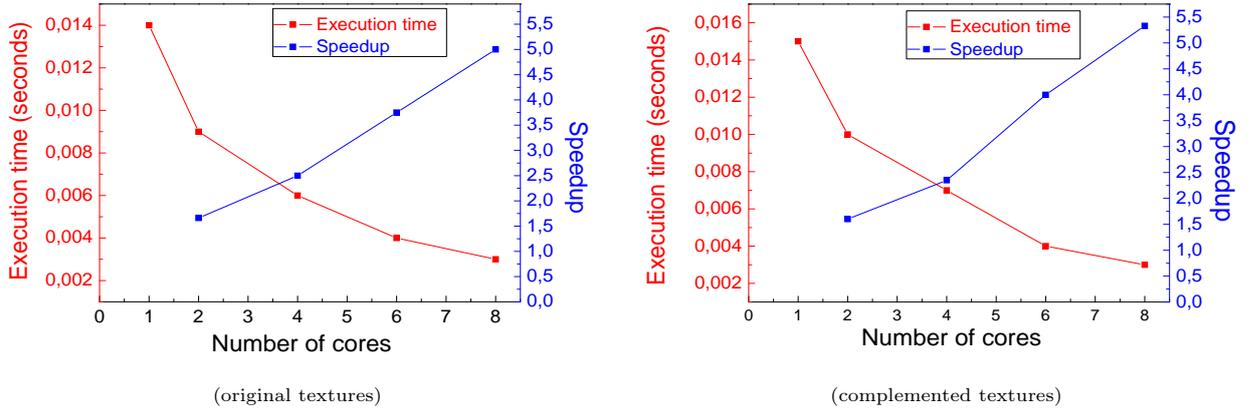 Execution time (seconds)
0,014
0,012
0,010
0,008
0,006
0,004
0,002
Execution time
Speedup
5,5
5,0
4,5
4,0
3,5
3,0
2,5
2,0
1,5
1,0
0,5
0,0
Speedup
0 1 2 3 4 5 6 7 8
Number of cores
(original textures)
Execution time (seconds)
0,016
0,014
0,012
0,010
0,008
0,006
0,004
0,002
Execution time
Speedup
5,5
5,0
4,5
4,0
3,5
3,0
2,5
2,0
1,5
1,0
0,5
0,0
Speedup
0 1 2 3 4 5 6 7 8
Number of cores
(complemented textures)